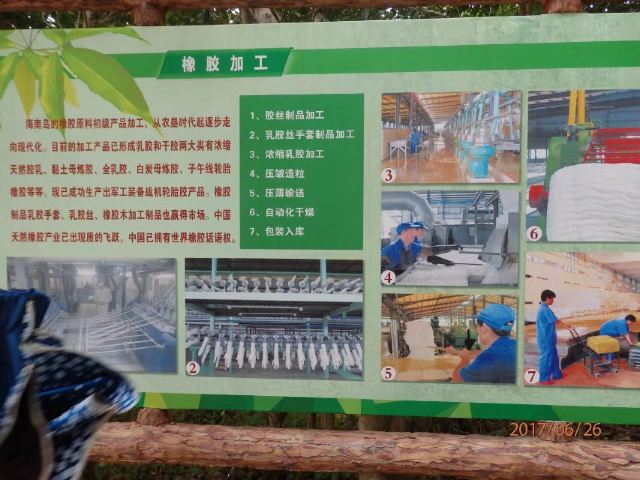 橡胶加工
海南岛的橡胶原料初级产品加工，从农垦时代起逐步走
向现代化。目前的加工产品已形成乳胶和干胶两大类有浓缩
天然胶乳、黏土母炼胶、金乳胶、白炭母炼胶、子午线轮胎
橡胶等等。现已成功生产出军工装备战机轮胎胶产品。橡胶
制品乳胶手套、乳胶丝、橡胶木加工制品也赢得市场。中国
天然橡胶产业已出现质的飞跃，中国已拥有世界橡胶话语权。
1、胶丝制品加工
2、乳胶丝手套制品加工
3、浓缩乳胶加工
4、压皱造粒
5、压薄输送
6、自动化干燥
7、包装入库
2
3
4
5
6
7
2017/06/26